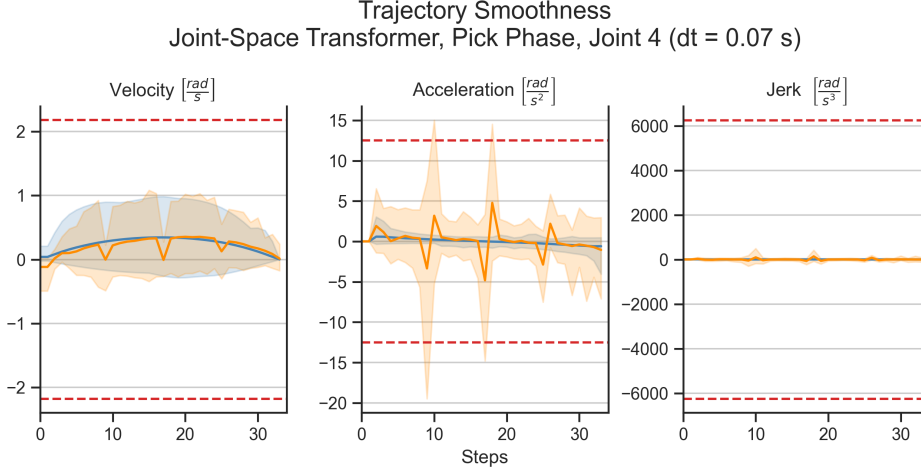 Trajectory Smoothness
Joint-Space Transformer, Pick Phase, Joint 4 (dt = 0.07 s)
Velocity [rad/s]
2
1
0
−1
−2
0 10 20 30
Acceleration [rad/s²]
15
10
5
0
−5
−10
−15
−20
0 10 20 30
Steps
Jerk [rad/s³]
6000
4000
2000
0
−2000
−4000
−6000
0 10 20 30